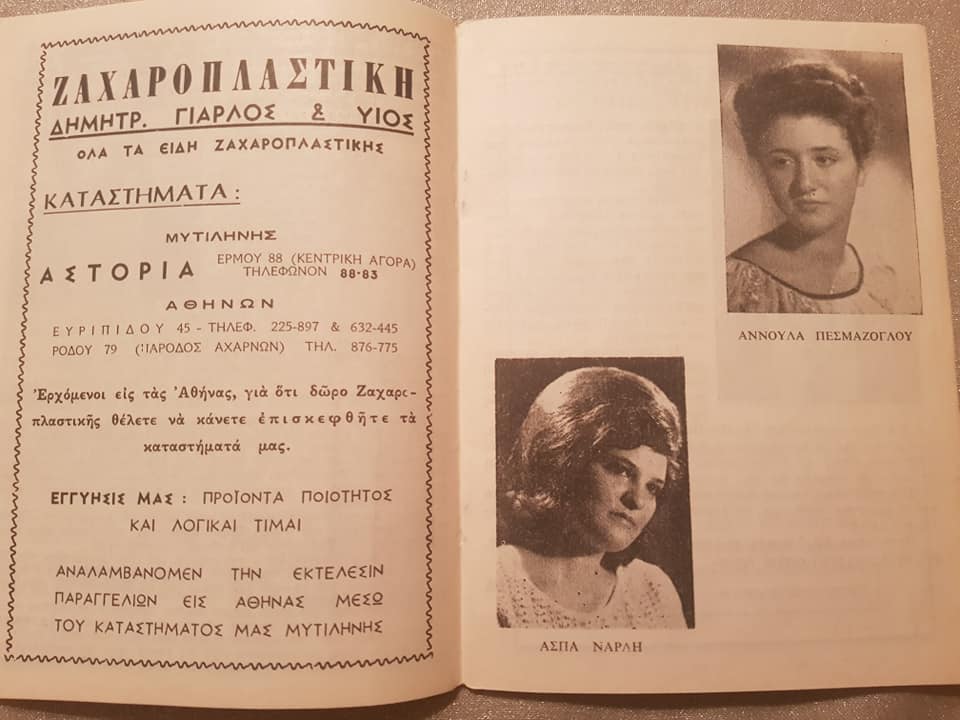 ΖΑΧΑΡΟΠΛΑΣΤΙΚΗ
ΔΗΜΗΤΡ. ΓΙΑΡΛΟΣ & ΥΙΟΣ
ΟΛΑ ΤΑ ΕΙΔΗ ΖΑΧΑΡΟΠΛΑΣΤΙΚΗΣ
ΚΑΤΑΣΤΗΜΑΤΑ :
ΜΥΤΙΛΗΝΗΣ
ΑΣΤΟΡΙΑ
ΕΡΜΟΥ 88 (ΚΕΝΤΡΙΚΗ ΑΓΟΡΑ)
ΤΗΛΕΦΩΝΟΝ 88-83
ΑΘΗΝΩΝ
ΕΥΡΙΠΙΔΟΥ 45 - ΤΗΛΕΦ. 225-897 & 632-445
ΡΟΔΟΥ 79 (ΠΑΡΟΔΟΣ ΑΧΑΡΝΩΝ) ΤΗΛ. 876-775
Ἐρχόμενοι εἰς τὰς Ἀθήνας, γιὰ ὅτι δῶρο Ζαχαρο-
πλαστικῆς θέλετε νὰ κάνετε ἐπισκεφθῆτε τὰ
καταστήματά μας.
ΕΓΓΥΗΣΙΣ ΜΑΣ : ΠΡΟΪΟΝΤΑ ΠΟΙΟΤΗΤΟΣ
ΚΑΙ ΛΟΓΙΚΑΙ ΤΙΜΑΙ
ΑΝΑΛΑΜΒΑΝΟΜΕΝ ΤΗΝ ΕΚΤΕΛΕΣΙΝ
ΠΑΡΑΓΓΕΛΙΩΝ ΕΙΣ ΑΘΗΝΑΣ ΜΕΣΩ
ΤΟΥ ΚΑΤΑΣΤΗΜΑΤΟΣ ΜΑΣ ΜΥΤΙΛΗΝΗΣ
ΑΝΝΟΥΛΑ ΠΕΣΜΑΖΟΓΛΟΥ
ΑΣΠΑ ΝΑΡΛΗ